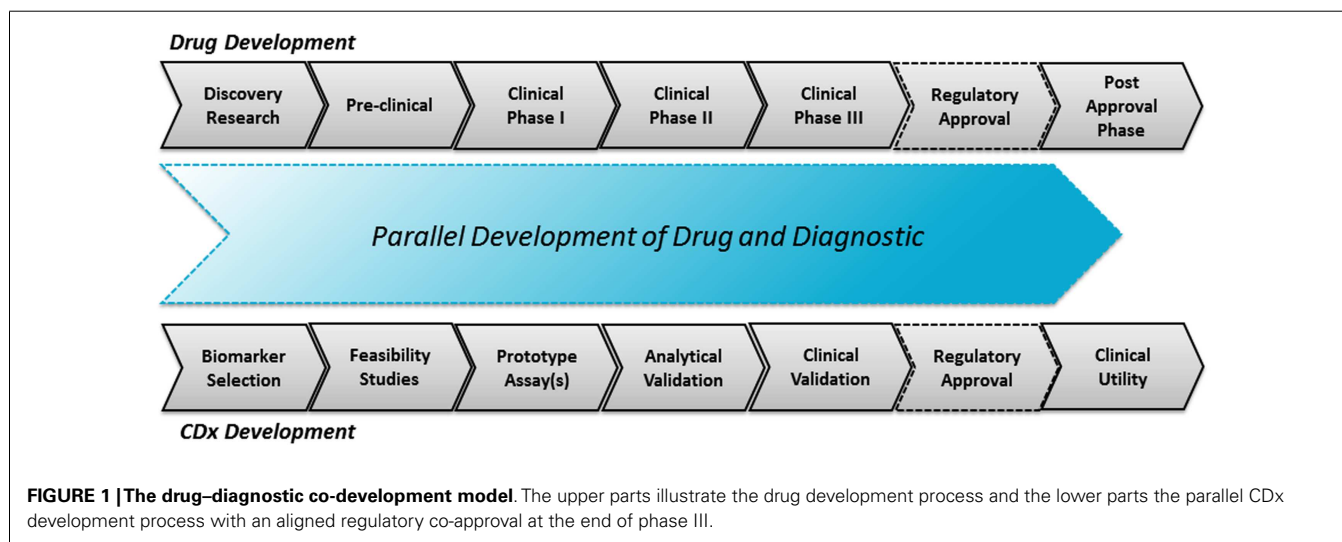 Drug Development
Discovery
Research
Pre-clinical
Clinical
Phase I
Clinical
Phase II
Clinical
Phase III
Regulatory
Approval
Post
Approval
Phase
Parallel Development of Drug and Diagnostic
Biomarker
Selection
Feasibility
Studies
Prototype
Assay(s)
Analytical
Validation
Clinical
Validation
Regulatory
Approval
Clinical
Utility
CDx Development
FIGURE 1 | The drug–diagnostic co-development model. The upper parts illustrate the drug development process and the lower parts the parallel CDx
development process with an aligned regulatory co-approval at the end of phase III.